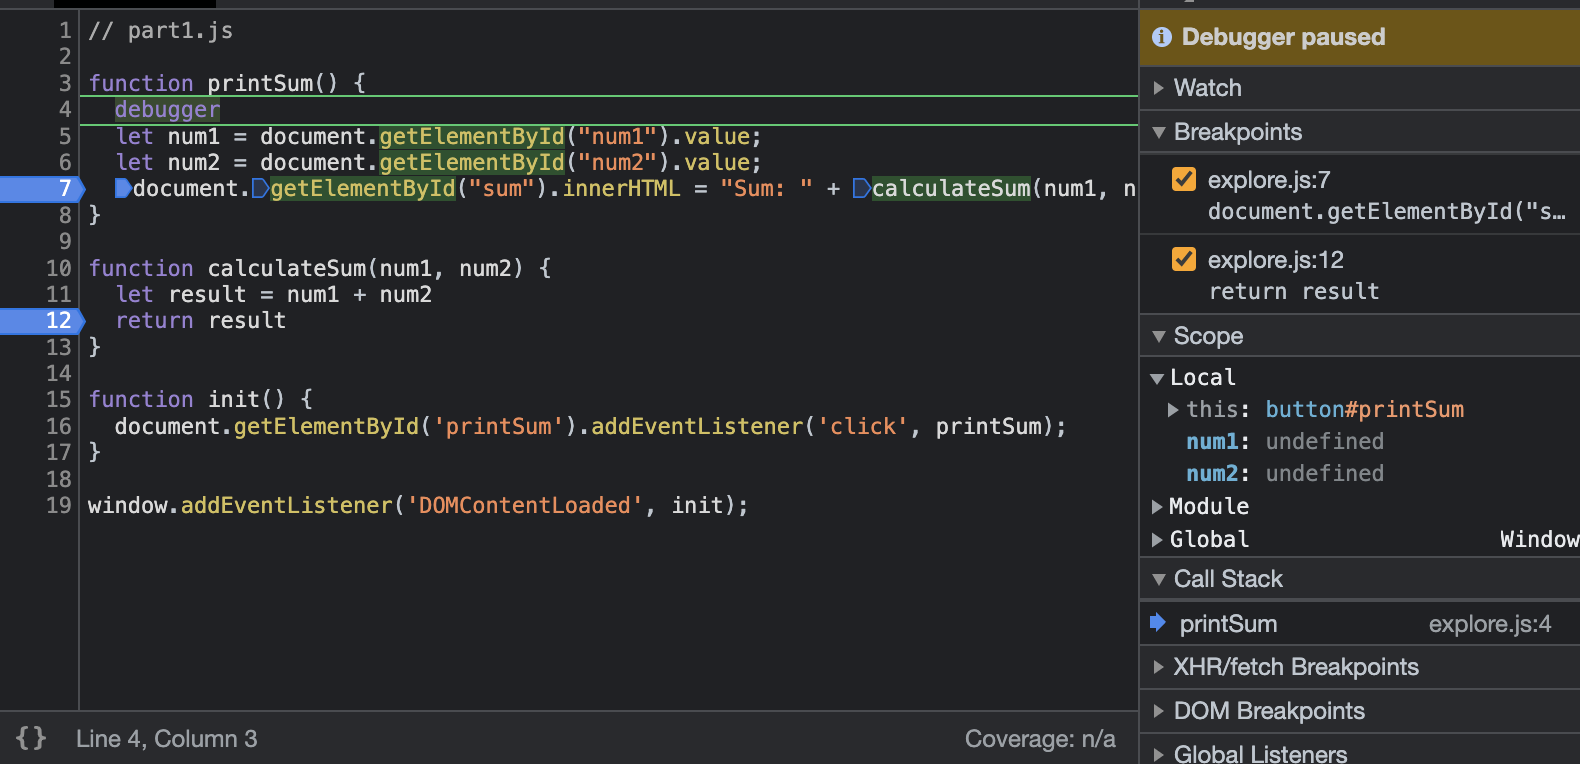 1 // part1.js
2
3 function printSum() {
4 debugger
5 let num1 = document.getElementById("num1").value;
6 let num2 = document.getElementById("num2").value;
7 document.getElementById("sum").innerHTML = "Sum: " + calculateSum(num1, n
8 }
9
10 function calculateSum(num1, num2) {
11 let result = num1 + num2
12 return result
13 }
14
15 function init() {
16 document.getElementById('printSum').addEventListener('click', printSum);
17 }
18
19 window.addEventListener('DOMContentLoaded', init);
{} Line 4, Column 3
Coverage: n/a
Debugger paused
Watch
Breakpoints
explore.js:7
document.getElementById("s…
explore.js:12
return result
Scope
Local
this: button#printSum
num1: undefined
num2: undefined
Module
Global Window
Call Stack
printSum explore.js:4
XHR/fetch Breakpoints
DOM Breakpoints
Global Listeners